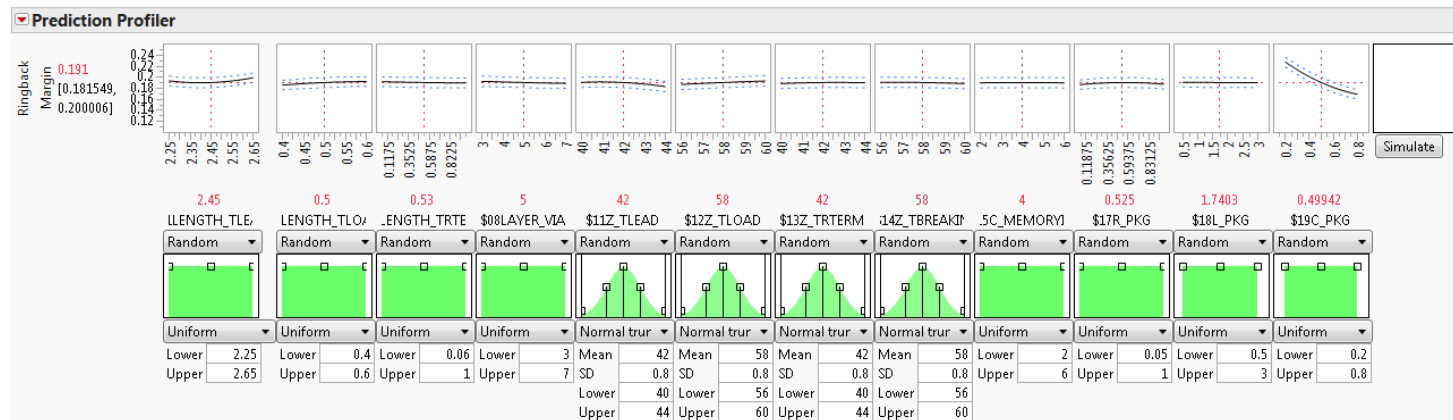 Prediction Profiler
Ringback
Margin
0.191
[0.181549,
0.200006]
0.24
0.22
0.2
0.18
0.16
0.14
0.12
2.25 2.35 2.45 2.55 2.65
0.4 0.45 0.5 0.55 0.6
0.1175 0.3525 0.5875 0.8225
3 4 5 6 7
40 41 42 43 44
56 57 58 59 60
40 41 42 43 44
56 57 58 59 60
2 3 4 5 6
0.11875 0.35625 0.59375 0.83125
0.5 1 1.5 2 2.5 3
0.2 0.4 0.6 0.8
Simulate
2.45 0.5 0.53 5 42 58 42 58 4 0.525 1.7403 0.49942
LLENGTH_TLE LENGTH_TLO LENGTH_TRTE $08LAYER_VIA $11Z_TLEAD $12Z_TLOAD $13Z_TRTERM 14Z_TBREAKIN 5C_MEMORY $17R_PKG $18L_PKG $19C_PKG
Random Random Random Random Random Random Random Random Random Random Random Random
Uniform Uniform Uniform Uniform Normal trur Normal trur Normal trur Normal trur Uniform Uniform Uniform Uniform
Lower 2.25 Lower 0.4 Lower 0.06 Lower 3 Mean 42 Mean 58 Mean 42 Mean 58 Lower 2 Lower 0.05 Lower 0.5 Lower 0.2
Upper 2.65 Upper 0.6 Upper 1 Upper 7 SD 0.8 SD 0.8 SD 0.8 SD 0.8 Upper 6 Upper 1 Upper 3 Upper 0.8
Lower 40 Lower 56 Lower 40 Lower 56
Upper 44 Upper 60 Upper 44 Upper 60